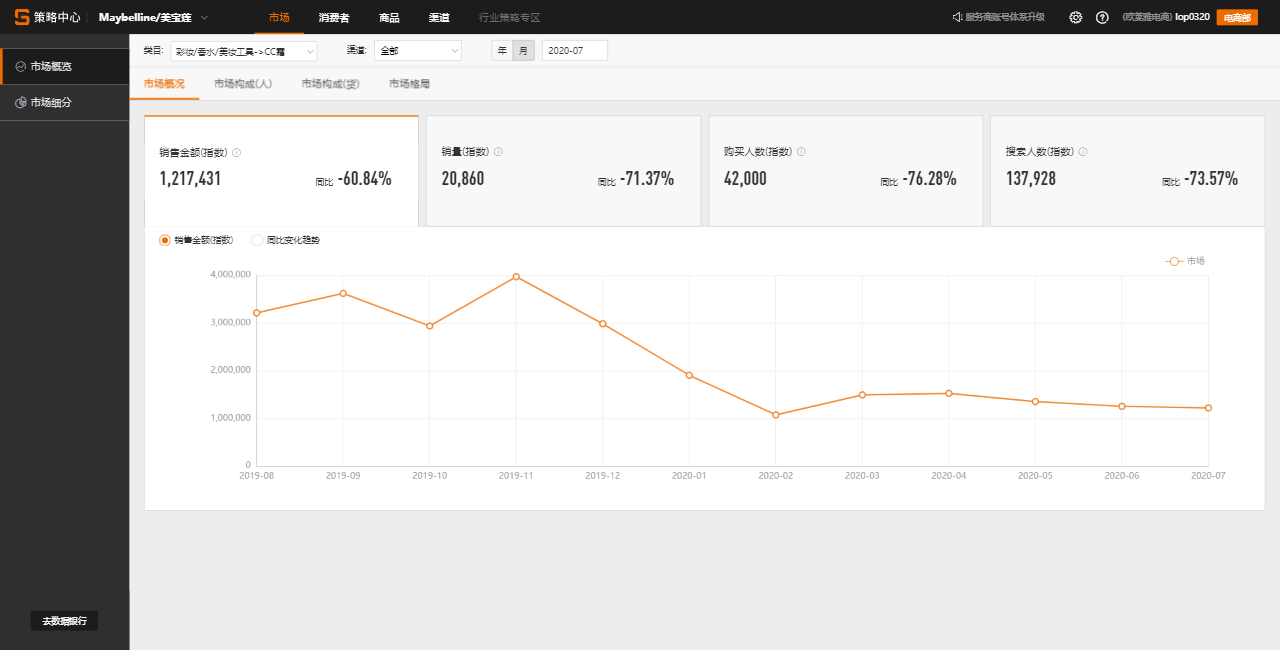 策略中心 Maybelline/美宝莲 市场 消费者 商品 渠道 行业策略专区 服务商账号体系升级 (欧莱雅电商) lop0320 电商部
类目: 彩妆/香水/美妆工具->CC霜 渠道: 全部 年 月 2020-07
市场概览
市场细分
去数据银行
市场概况 市场构成(人) 市场构成(货) 市场格局
销售金额(指数) 销量(指数) 购买人数(指数) 搜索人数(指数)
1,217,431 同比 -60.84% 20,860 同比 -71.37% 42,000 同比 -76.28% 137,928 同比 -73.57%
销售金额(指数) 同比变化趋势
市场
4,000,000
3,000,000
2,000,000
1,000,000
0
2019-08 2019-09 2019-10 2019-11 2019-12 2020-01 2020-02 2020-03 2020-04 2020-05 2020-06 2020-07